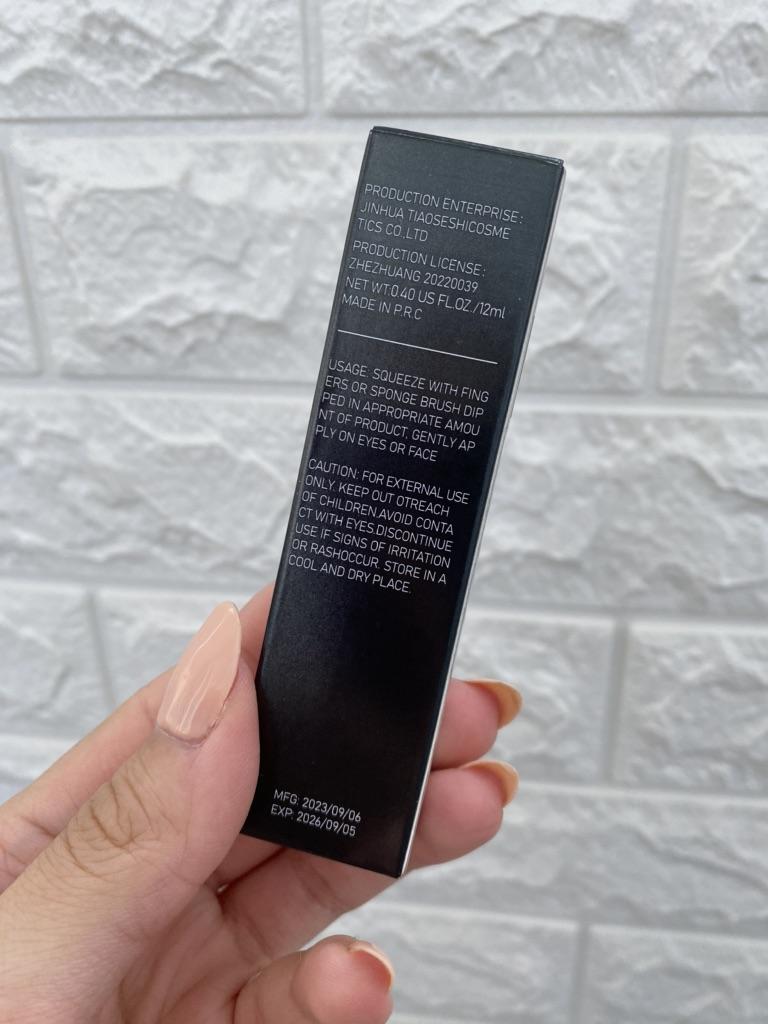 PRODUCTION ENTERPRISE:
JINHUA TIAOSESHICOSME
TICS CO.,LTD
PRODUCTION LICENSE:
ZHEZHUANG 20220039
NET WT:0.40 US FL.OZ./12ml
MADE IN P.R.C
USAGE: SQUEEZE WITH FING
ERS OR SPONGE BRUSH DIP
PED IN APPROPRIATE AMOU
NT OF PRODUCT, GENTLY AP
PLY ON EYES OR FACE
CAUTION: FOR EXTERNAL USE
ONLY. KEEP OUT OTREACH
OF CHILDREN.AVOID CONTA
CT WITH EYES.DISCONTINUE
USE IF SIGNS OF IRRITATION
OR RASHOCCUR. STORE IN A
COOL AND DRY PLACE.
MFG: 2023/09/06
EXP: 2026/09/05